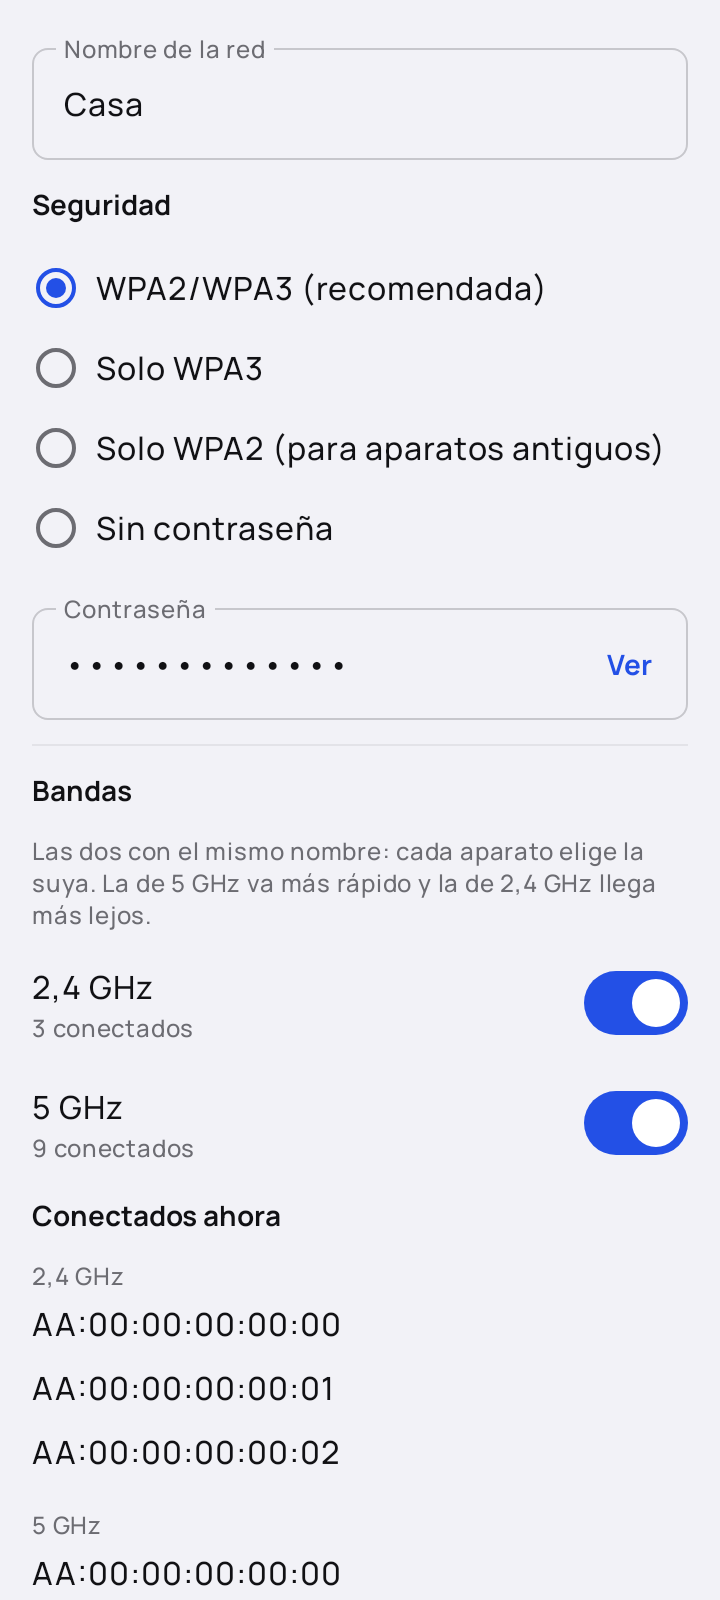 Nombre de la red
Casa
Seguridad
WPA2/WPA3 (recomendada)
Solo WPA3
Solo WPA2 (para aparatos antiguos)
Sin contraseña
Contraseña
•••••••••••••
Ver
Bandas
Las dos con el mismo nombre: cada aparato elige la
suya. La de 5 GHz va más rápido y la de 2,4 GHz llega
más lejos.
2,4 GHz
3 conectados
5 GHz
9 conectados
Conectados ahora
2,4 GHz
AA:00:00:00:00:00
AA:00:00:00:00:01
AA:00:00:00:00:02
5 GHz
AA:00:00:00:00:00